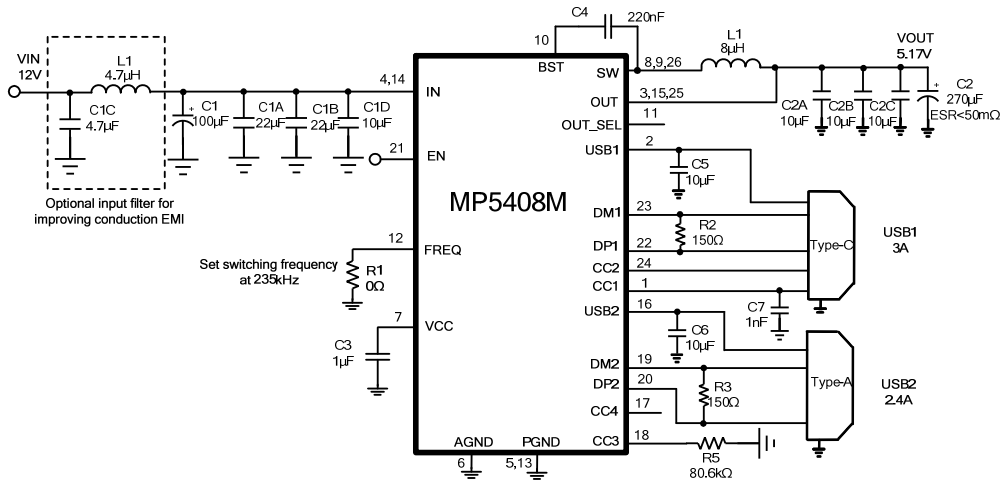 C4
220nF
10
BST
L1
8µH
VOUT
5.17V
VIN
12V
L1
4.7µH
4,14
IN
SW
8,9,26
C1C
4.7µF
C1
+
100µF
C1A
22µF
C1B
22µF
C1D
10µF
OUT
3,15,25
C2A
10µF
C2B
10µF
C2C
10µF
+
C2
270µF
ESR<50mΩ
OUT_SEL
11
21
EN
USB1
2
C5
10µF
Optional input filter for
improving conduction EMI
MP5408M
DM1
23
R2
150Ω
Type-C
USB1
3A
DP1
22
12
FREQ
CC2
24
Set switching frequency
at 235kHz
R1
0Ω
CC1
1
C7
1nF
USB2
16
7
VCC
C6
10µF
C3
1µF
DM2
19
Type-A
USB2
2.4A
DP2
20
R3
150Ω
CC4
17
CC3
18
R5
80.6kΩ
AGND
6
PGND
5,13